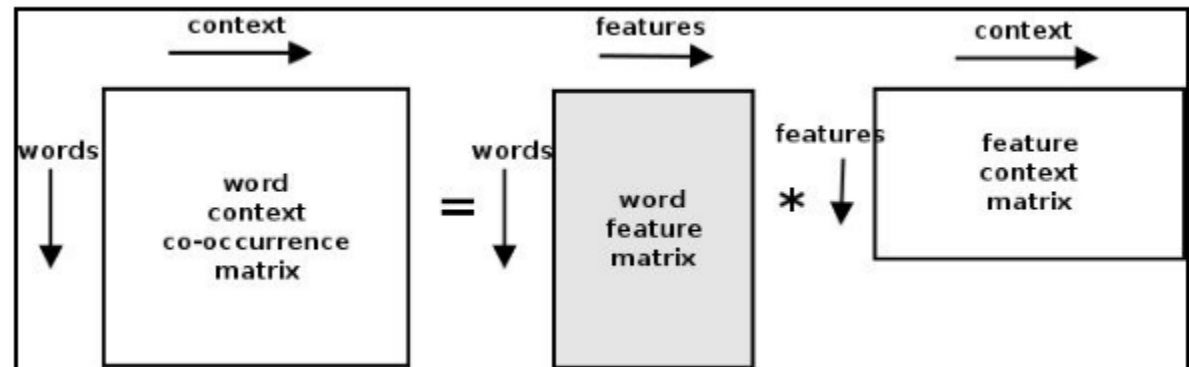 context
features
context
words
word
context
co-occurrence
matrix
=
words
word
feature
matrix
*
features
feature
context
matrix